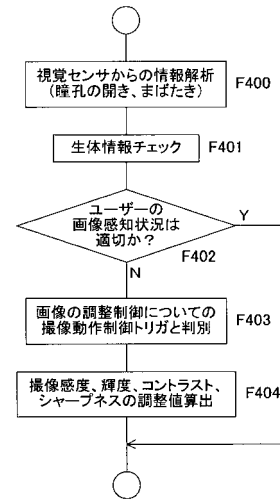 視覚センサからの情報解析
(瞳孔の開き、まばたき)
F400
生体情報チェック
F401
ユーザーの
画像感知状況は
適切か?
Y
F402
N
画像の調整制御についての
撮像動作制御トリガと判別
F403
撮像感度、輝度、コントラスト、
シャープネスの調整値算出
F404